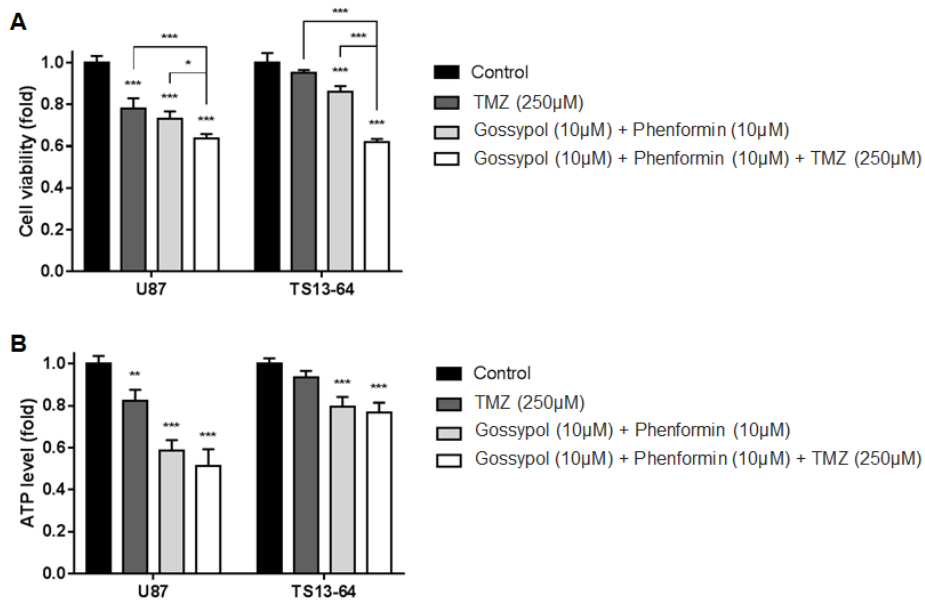 A
Cell viability (fold)
1.0
0.8
0.6
0.4
0.2
0.0
***
*
***
***
***
***
***
***
***
U87
TS13-64
Control
TMZ (250µM)
Gossypol (10µM) + Phenformin (10µM)
Gossypol (10µM) + Phenformin (10µM) + TMZ (250µM)
B
ATP level (fold)
1.0
0.8
0.6
0.4
0.2
0.0
**
***
***
***
***
U87
TS13-64
Control
TMZ (250µM)
Gossypol (10µM) + Phenformin (10µM)
Gossypol (10µM) + Phenformin (10µM) + TMZ (250µM)